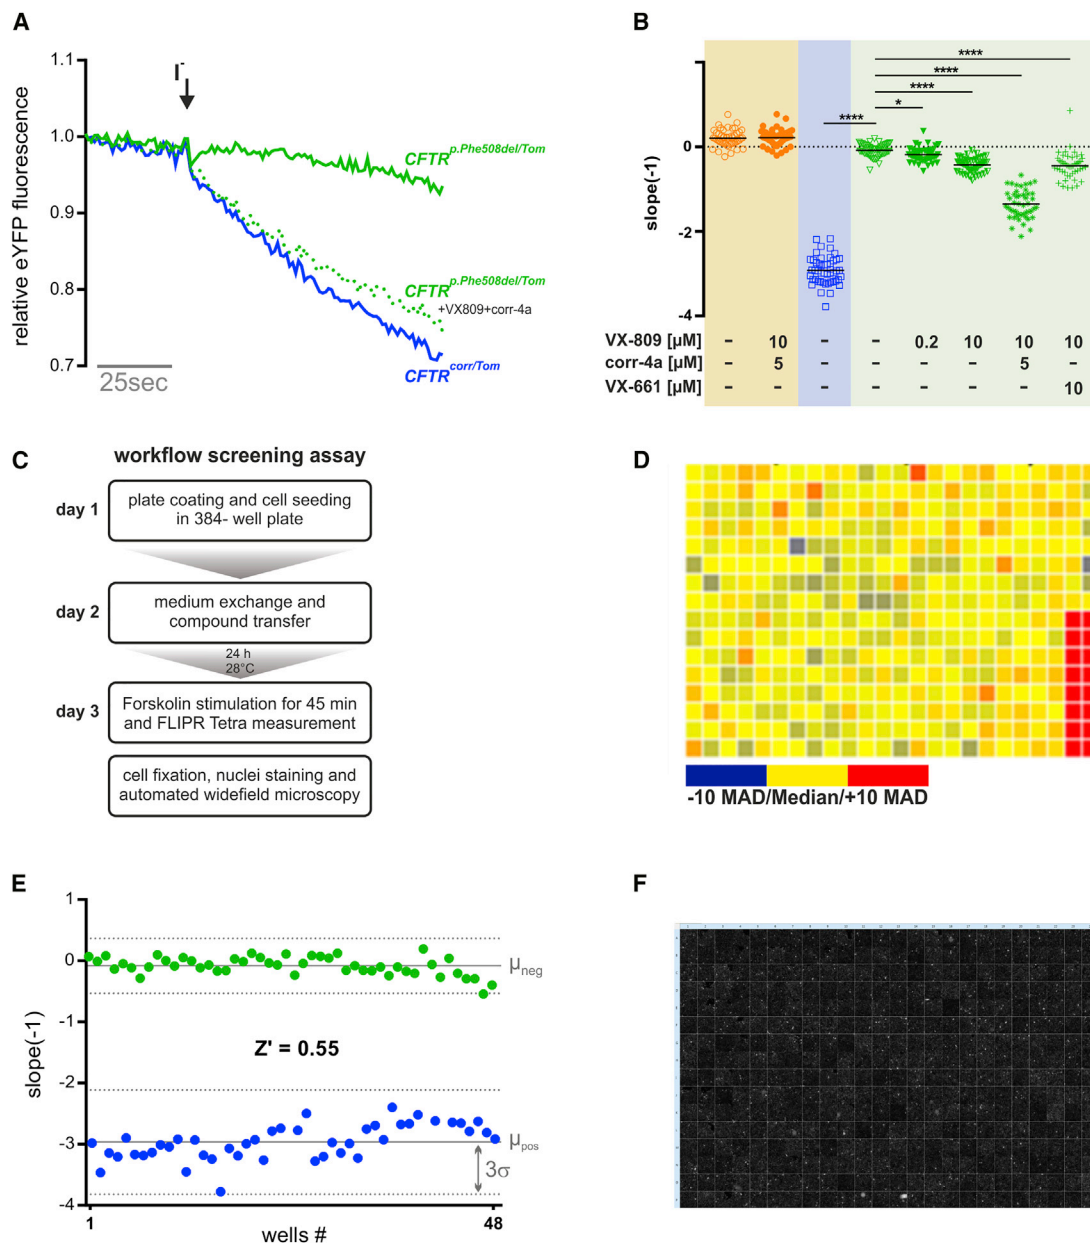 A
1.1
1.0
0.9
0.8
0.7
relative eYFP fluorescence
I-
CFTR p.Phe508del/Tom
CFTR p.Phe508del/Tom
+VX809+corr-4a
CFTR corr/Tom
25sec
B
****
****
****
*
****
0
-2
-4
slope(-1)
VX-809 [µM] - 10 - - 0.2 10 10 10
corr-4a [µM] - 5 - - - - 5 -
VX-661 [µM] - - - - - - - 10
C
workflow screening assay
day 1
plate coating and cell seeding
in 384- well plate
day 2
medium exchange and
compound transfer
24 h
28°C
day 3
Forskolin stimulation for 45 min
and FLIPR Tetra measurement
cell fixation, nuclei staining and
automated widefield microscopy
D
-10 MAD/Median/+10 MAD
E
1
0
-1
-2
-3
-4
slope(-1)
µneg
Z' = 0.55
µpos
3σ
1
48
wells #
F